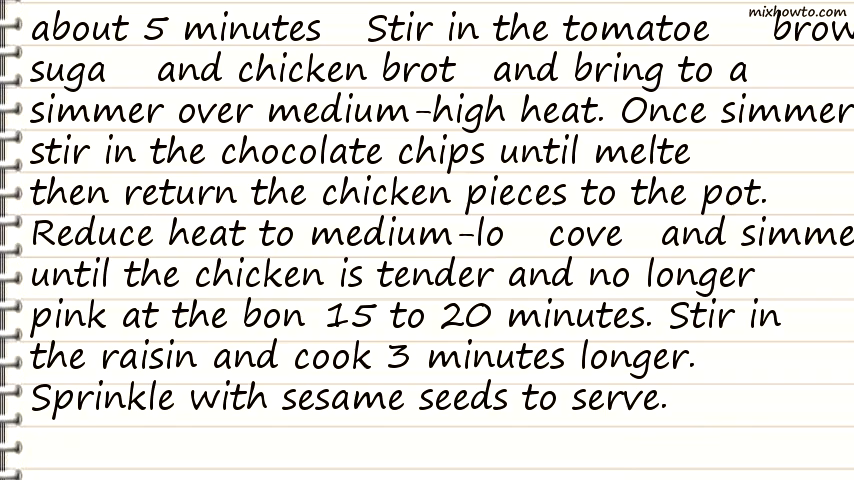 mixhowto.com
about 5 minutes Stir in the tomatoe brow
suga and chicken brot and bring to a
simmer over medium-high heat. Once simmer
stir in the chocolate chips until melte
then return the chicken pieces to the pot.
Reduce heat to medium-lo cove and simme
until the chicken is tender and no longer
pink at the bon 15 to 20 minutes. Stir in
the raisin and cook 3 minutes longer.
Sprinkle with sesame seeds to serve.